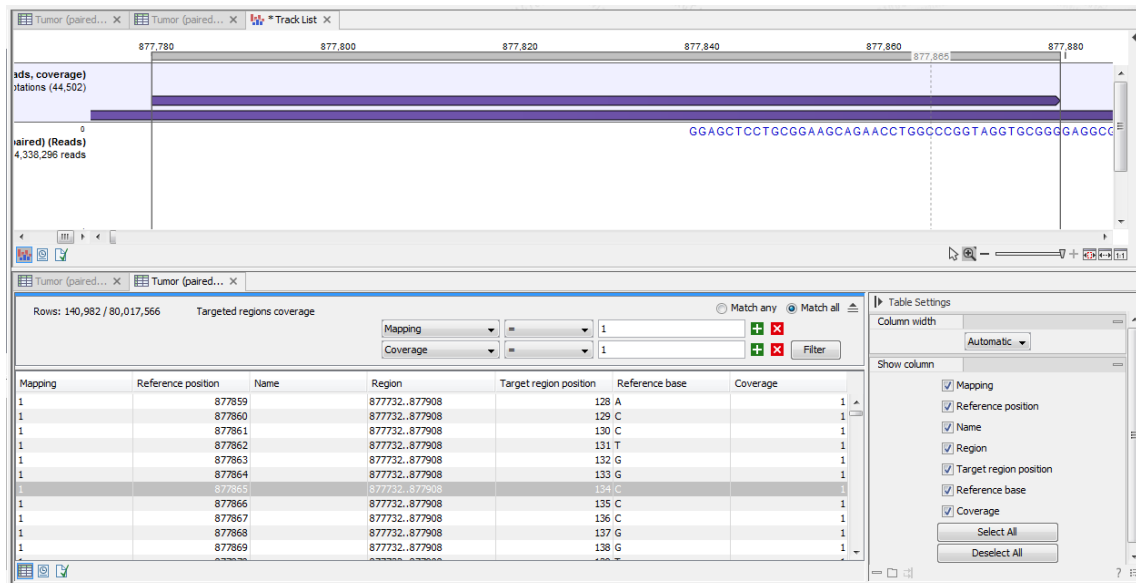 Tumor (paired... Tumor (paired... * Track List
877,780 877,800 877,820 877,840 877,860 877,880
877,865
ads, coverage)
otations (44,502)
0
aired) (Reads)
4,338,296 reads
GGAGCTCCTGCGGAAGCAGAACCTGGCCCGGTAGGTGCGGGGAGGCG
1:1
Tumor (paired... Tumor (paired...
Rows: 140,982 / 80,017,566 Targeted regions coverage Match any Match all
Mapping = 1
Coverage = 1 Filter
Mapping Reference position Name Region Target region position Reference base Coverage
1 877859 877732..877908 128 A 1
1 877860 877732..877908 129 C 1
1 877861 877732..877908 130 C 1
1 877862 877732..877908 131 T 1
1 877863 877732..877908 132 G 1
1 877864 877732..877908 133 G 1
1 877865 877732..877908 134 C 1
1 877866 877732..877908 135 C 1
1 877867 877732..877908 136 C 1
1 877868 877732..877908 137 G 1
1 877869 877732..877908 138 G 1
Table Settings
Column width
Automatic
Show column
Mapping
Reference position
Name
Region
Target region position
Reference base
Coverage
Select All
Deselect All
?